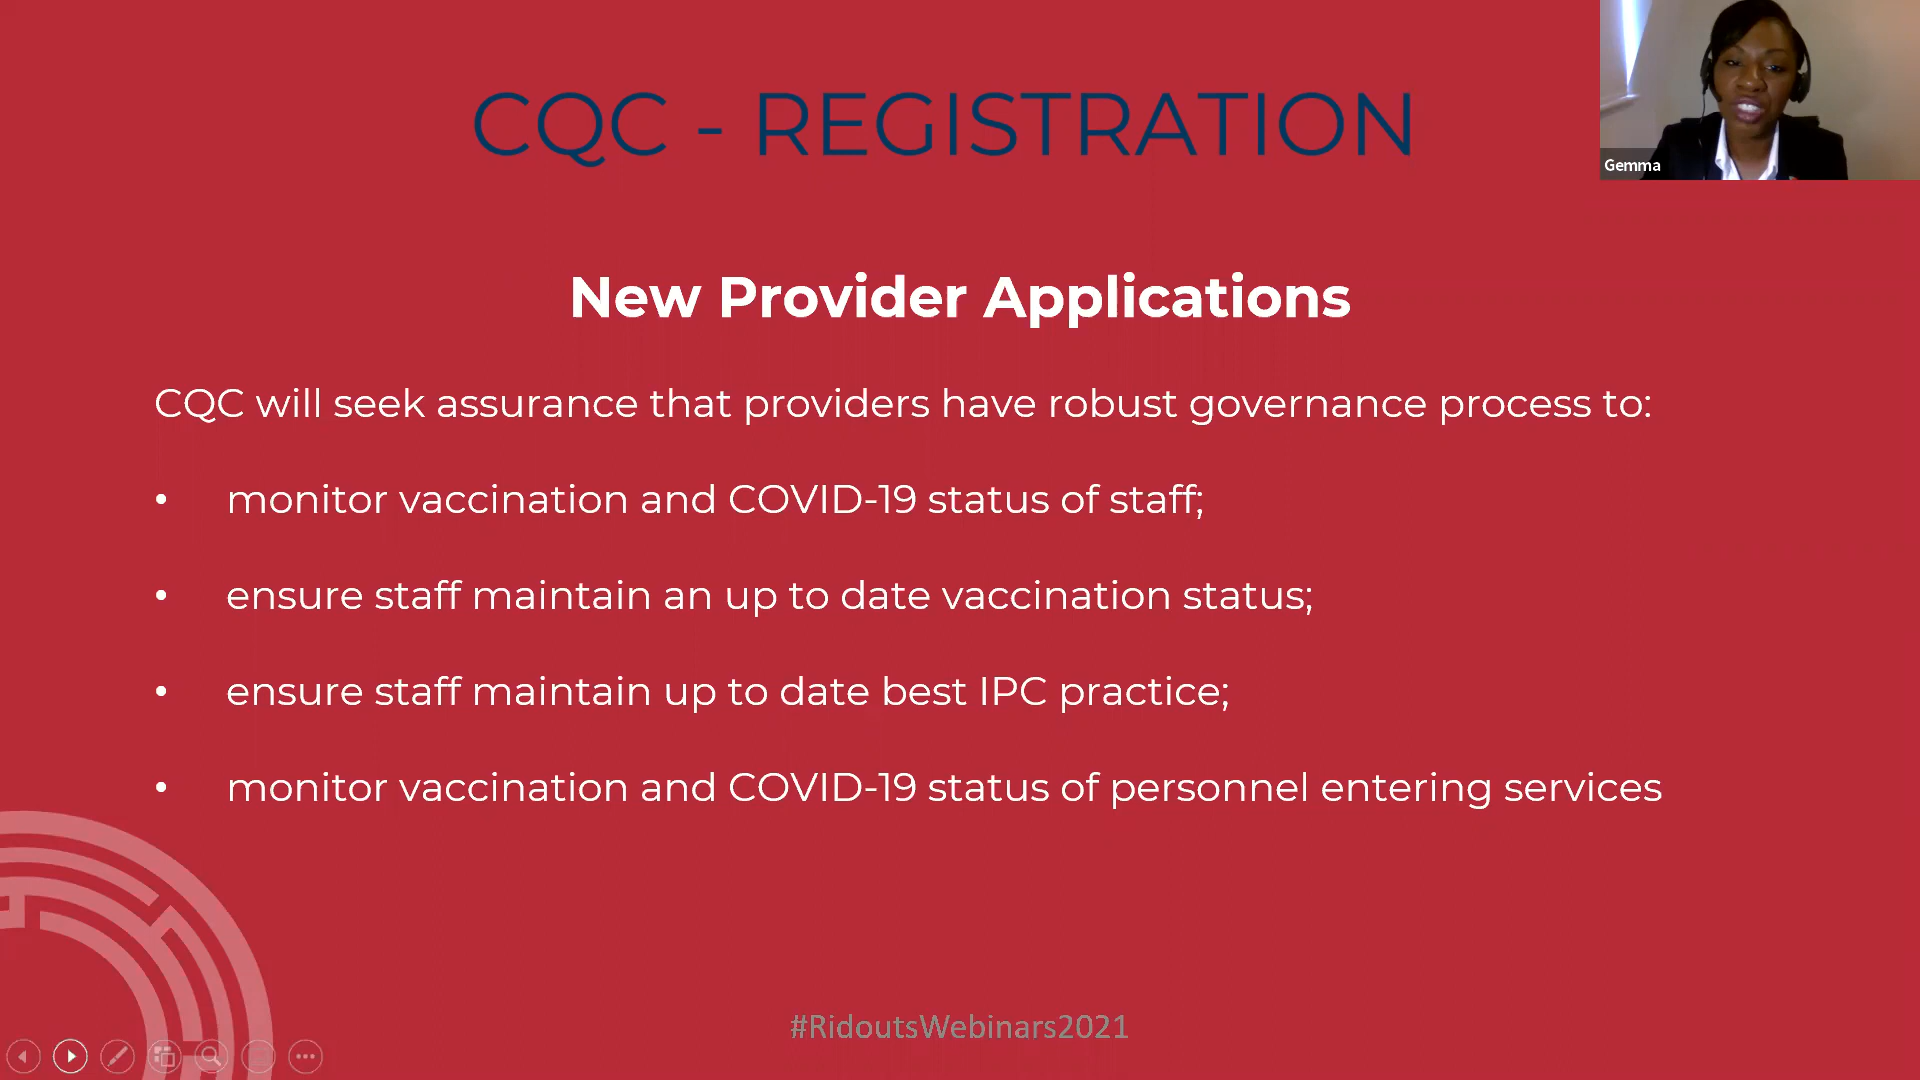 CQC - REGISTRATION
Gemma
New Provider Applications
CQC will seek assurance that providers have robust governance process to:
• monitor vaccination and COVID-19 status of staff;
• ensure staff maintain an up to date vaccination status;
• ensure staff maintain up to date best IPC practice;
• monitor vaccination and COVID-19 status of personnel entering services
#RidoutsWebinars2021